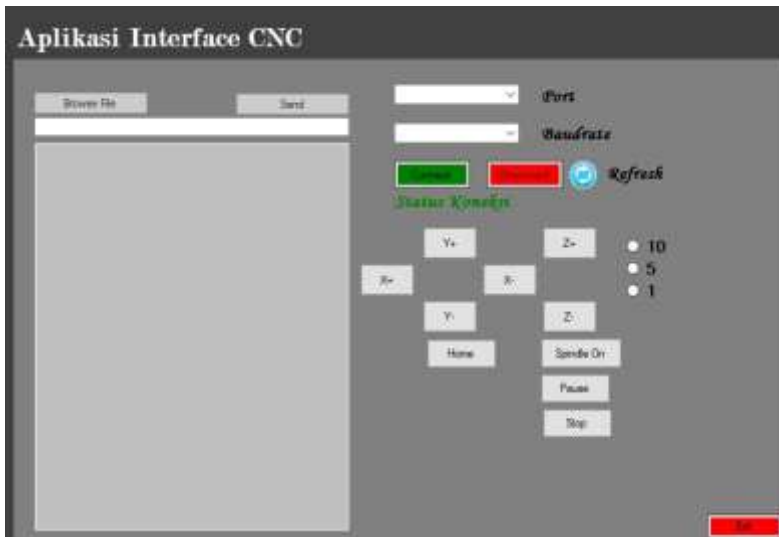 Aplikasi Interface CNC
Browse File
Send
Port
Baudrate
Connect
Disconnect
Refresh
Status Koneksi
Y+
Z+
10
5
1
X+
X-
Y-
Z-
Home
Spindle On
Pause
Stop
Exit